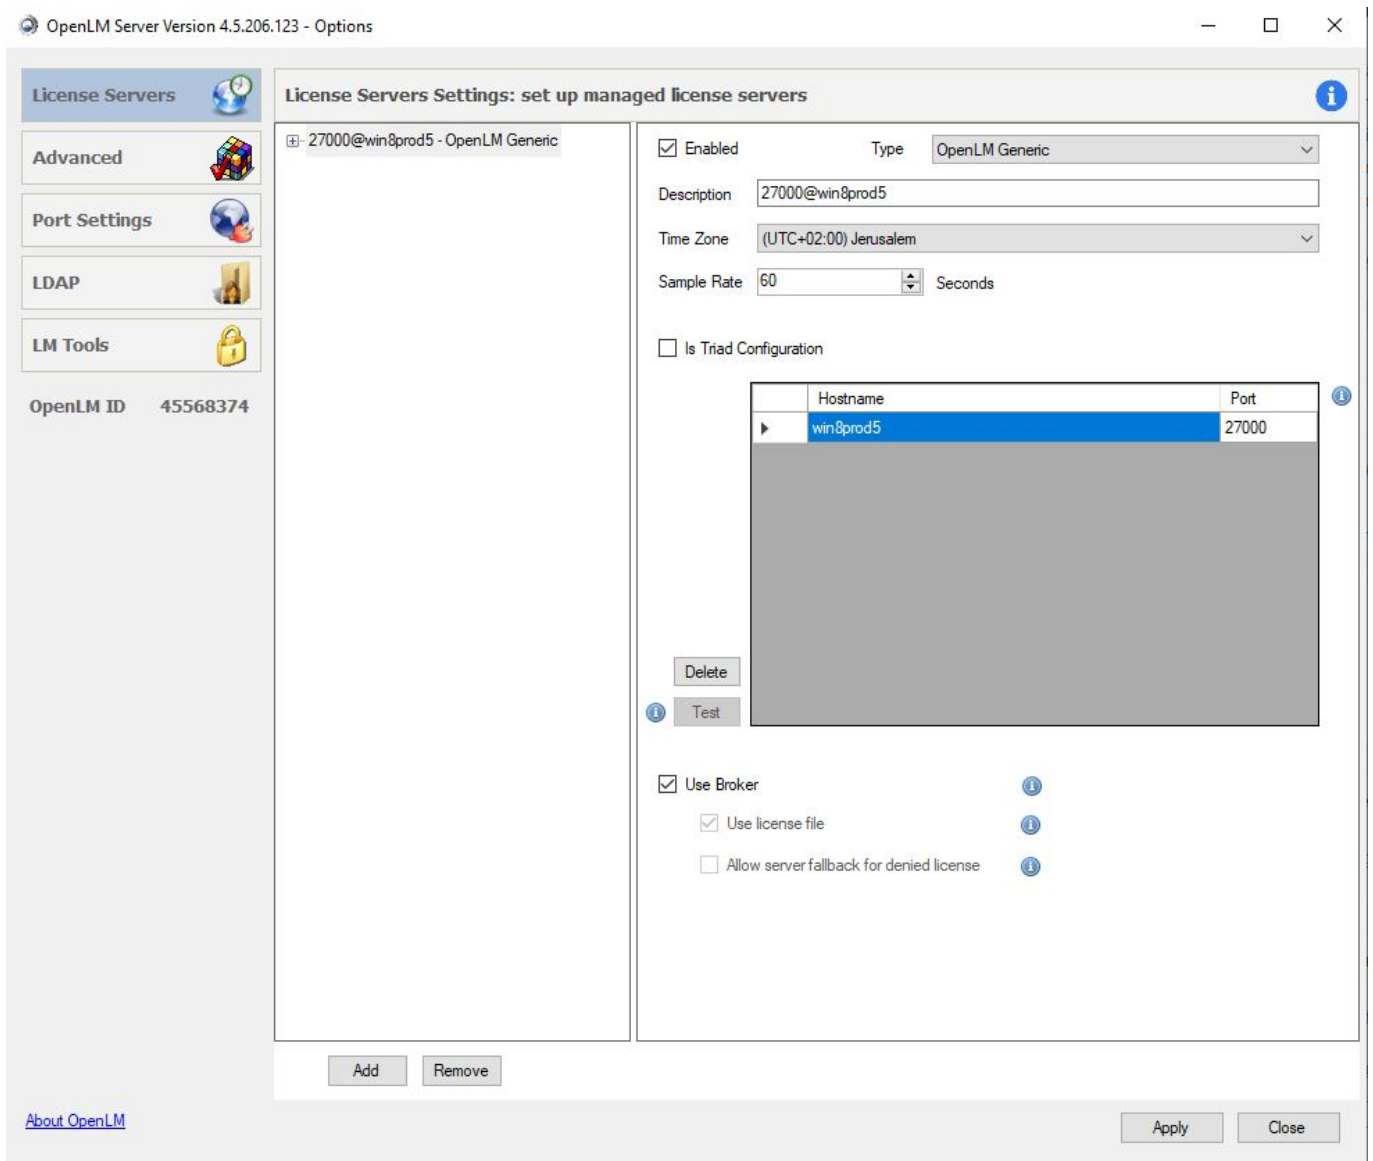 OpenLM Server Version 4.5.206.123 - Options
License Servers
Advanced
Port Settings
LDAP
LM Tools
OpenLM ID 45568374
License Servers Settings: set up managed license servers
27000@win8prod5 - OpenLM Generic
Enabled Type OpenLM Generic
Description 27000@win8prod5
Time Zone (UTC+02:00) Jerusalem
Sample Rate 60 Seconds
Is Triad Configuration
Hostname Port
win8prod5 27000
Delete
Test
Use Broker
Use license file
Allow server fallback for denied license
Add Remove
About OpenLM
Apply Close